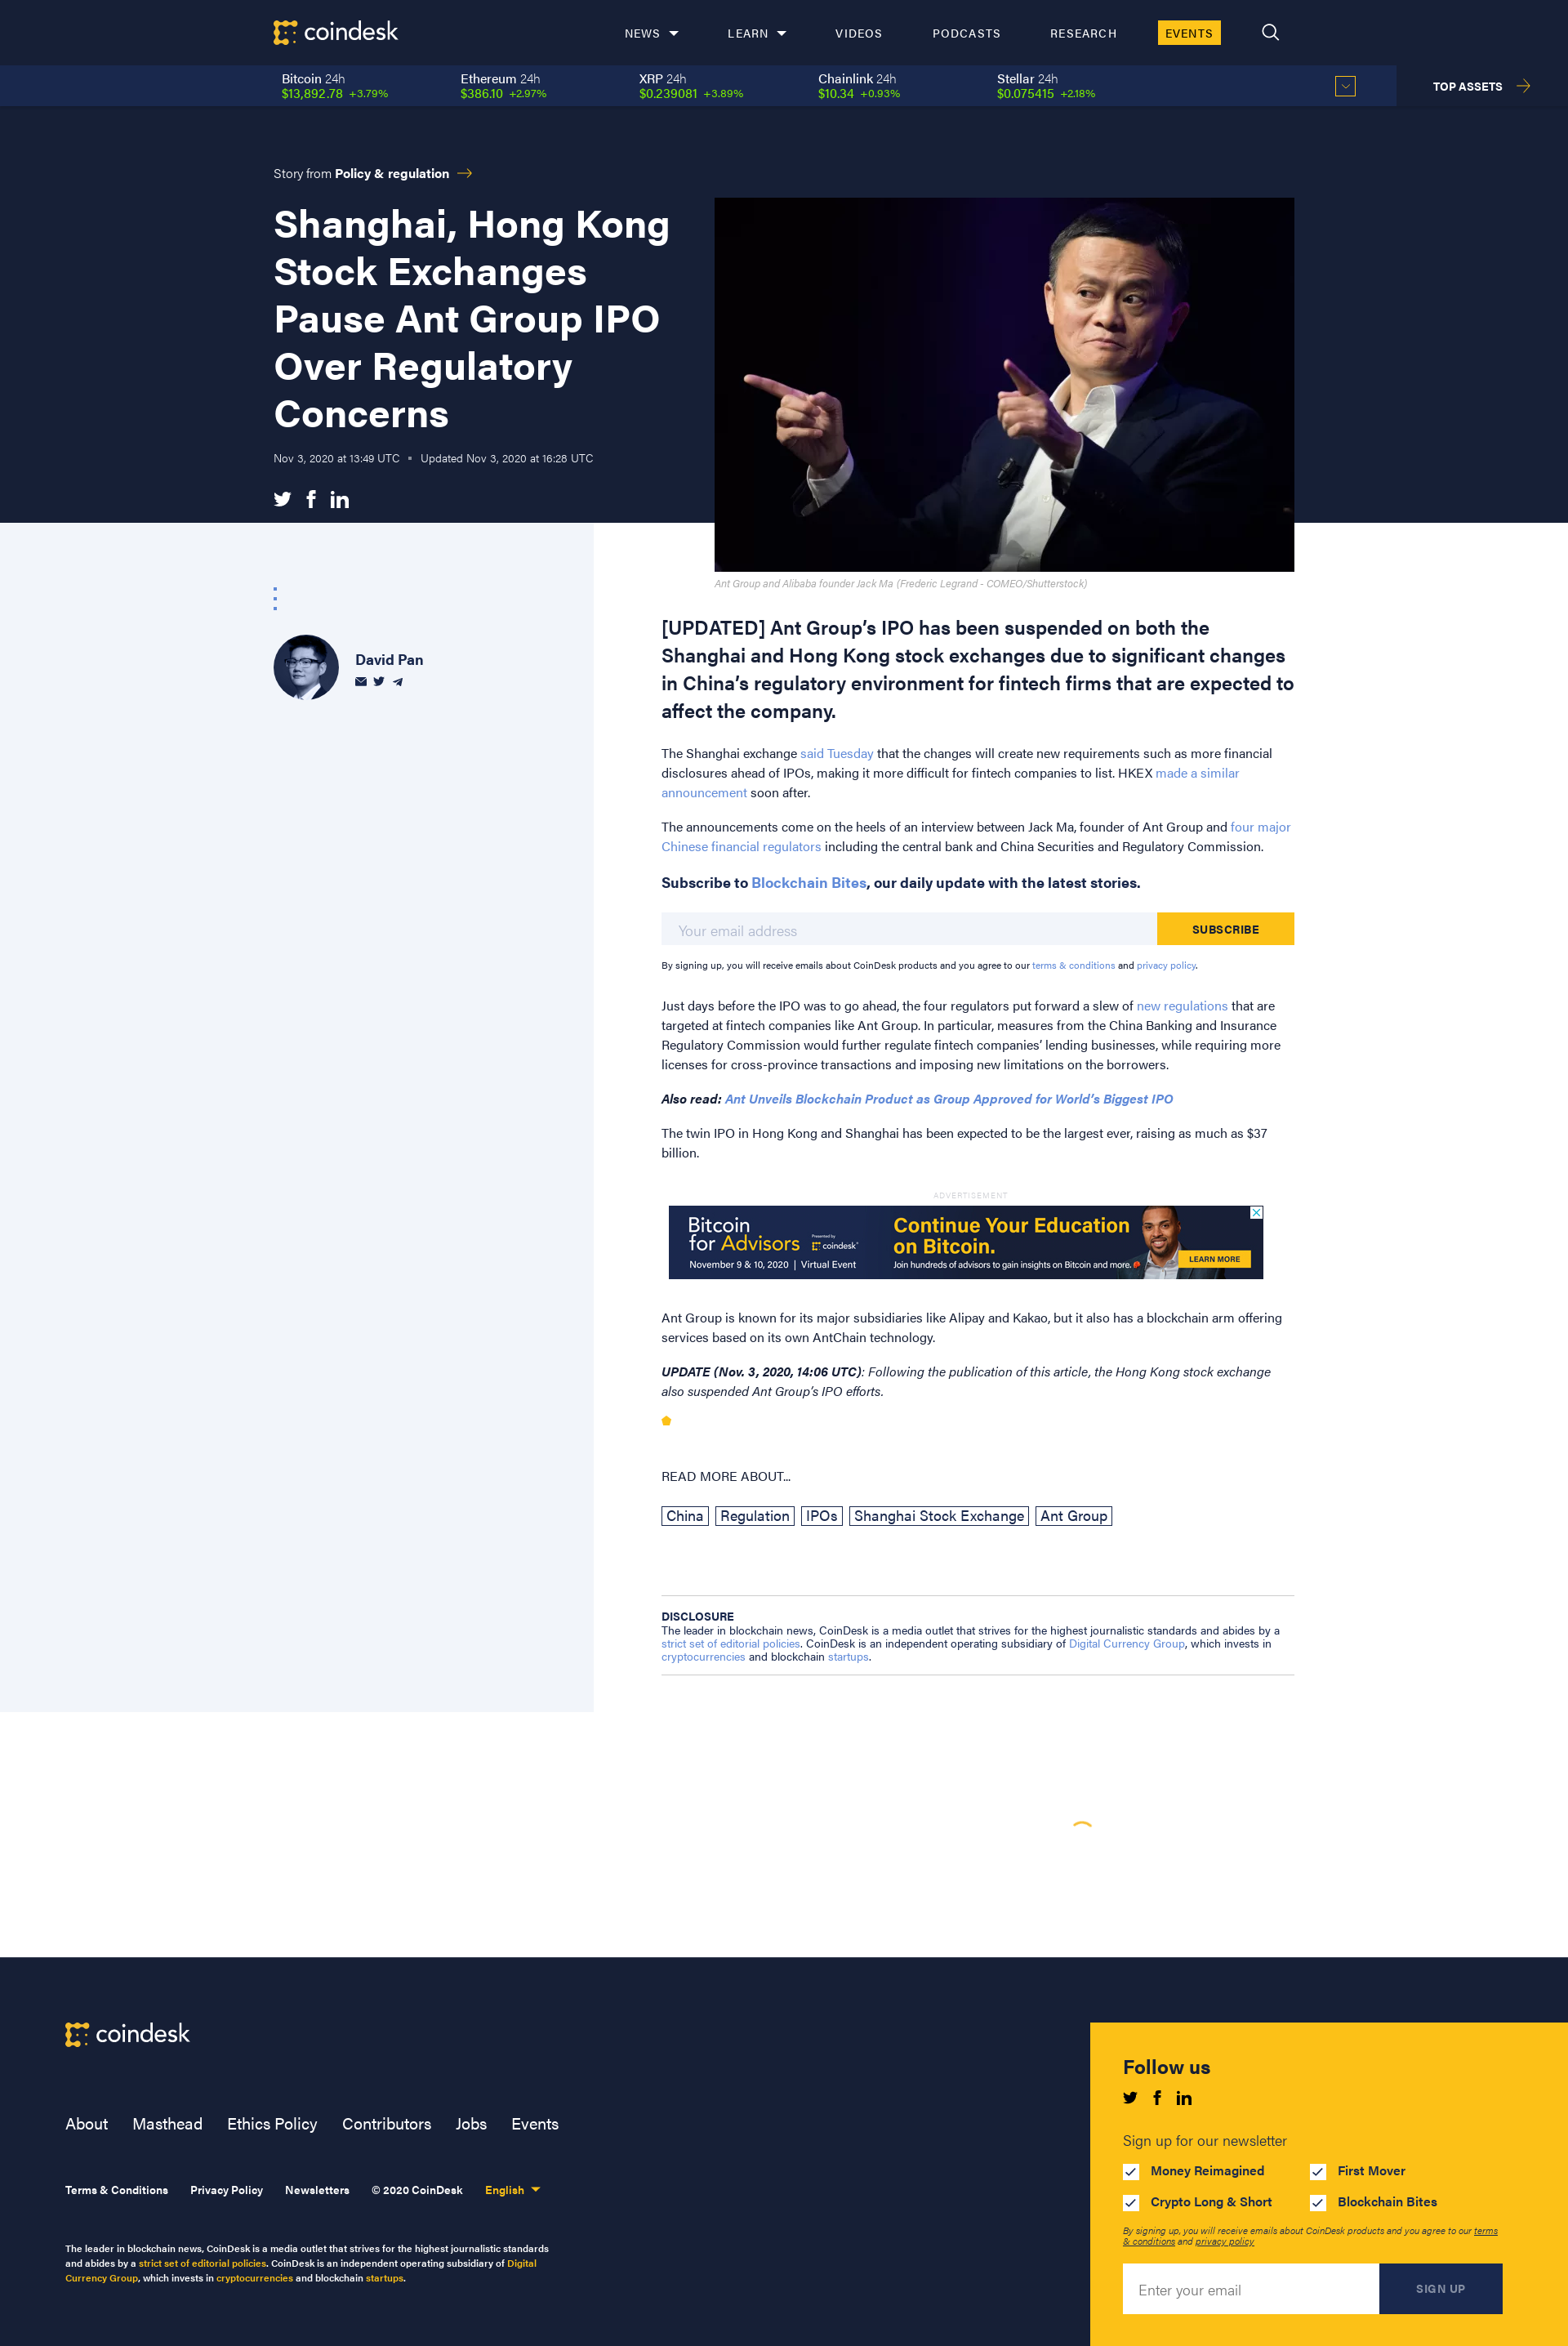 coindesk
NEWS
LEARN
VIDEOS
PODCASTS
RESEARCH
EVENTS
Bitcoin 24h
$13,892.78 +3.79%
Ethereum 24h
$386.10 +2.97%
XRP 24h
$0.239081 +3.89%
Chainlink 24h
$10.34 +0.93%
Stellar 24h
$0.075415 +2.18%
TOP ASSETS
Story from Policy & regulation
Shanghai, Hong Kong
Stock Exchanges
Pause Ant Group IPO
Over Regulatory
Concerns
Nov 3, 2020 at 13:49 UTC
Updated Nov 3, 2020 at 16:28 UTC
Ant Group and Alibaba founder Jack Ma (Frederic Legrand - COMEO/Shutterstock)
David Pan
[UPDATED] Ant Group’s IPO has been suspended on both the
Shanghai and Hong Kong stock exchanges due to significant changes
in China’s regulatory environment for fintech firms that are expected to
affect the company.
The Shanghai exchange said Tuesday that the changes will create new requirements such as more financial
disclosures ahead of IPOs, making it more difficult for fintech companies to list. HKEX made a similar
announcement soon after.
The announcements come on the heels of an interview between Jack Ma, founder of Ant Group and four major
Chinese financial regulators including the central bank and China Securities and Regulatory Commission.
Subscribe to Blockchain Bites, our daily update with the latest stories.
Your email address
SUBSCRIBE
By signing up, you will receive emails about CoinDesk products and you agree to our terms & conditions and privacy policy.
Just days before the IPO was to go ahead, the four regulators put forward a slew of new regulations that are
targeted at fintech companies like Ant Group. In particular, measures from the China Banking and Insurance
Regulatory Commission would further regulate fintech companies’ lending businesses, while requiring more
licenses for cross-province transactions and imposing new limitations on the borrowers.
Also read: Ant Unveils Blockchain Product as Group Approved for World’s Biggest IPO
The twin IPO in Hong Kong and Shanghai has been expected to be the largest ever, raising as much as $37
billion.
ADVERTISEMENT
Bitcoin
for Advisors
Presented by
coindesk
November 9 & 10, 2020 | Virtual Event
Continue Your Education
on Bitcoin.
Join hundreds of advisors to gain insights on Bitcoin and more.
LEARN MORE
Ant Group is known for its major subsidiaries like Alipay and Kakao, but it also has a blockchain arm offering
services based on its own AntChain technology.
UPDATE (Nov. 3, 2020, 14:06 UTC): Following the publication of this article, the Hong Kong stock exchange
also suspended Ant Group’s IPO efforts.
READ MORE ABOUT...
China
Regulation
IPOs
Shanghai Stock Exchange
Ant Group
DISCLOSURE
The leader in blockchain news, CoinDesk is a media outlet that strives for the highest journalistic standards and abides by a
strict set of editorial policies. CoinDesk is an independent operating subsidiary of Digital Currency Group, which invests in
cryptocurrencies and blockchain startups.
coindesk
About
Masthead
Ethics Policy
Contributors
Jobs
Events
Terms & Conditions
Privacy Policy
Newsletters
© 2020 CoinDesk
English
The leader in blockchain news, CoinDesk is a media outlet that strives for the highest journalistic standards
and abides by a strict set of editorial policies. CoinDesk is an independent operating subsidiary of Digital
Currency Group, which invests in cryptocurrencies and blockchain startups.
Follow us
Sign up for our newsletter
Money Reimagined
First Mover
Crypto Long & Short
Blockchain Bites
By signing up, you will receive emails about CoinDesk products and you agree to our terms
& conditions and privacy policy
Enter your email
SIGN UP